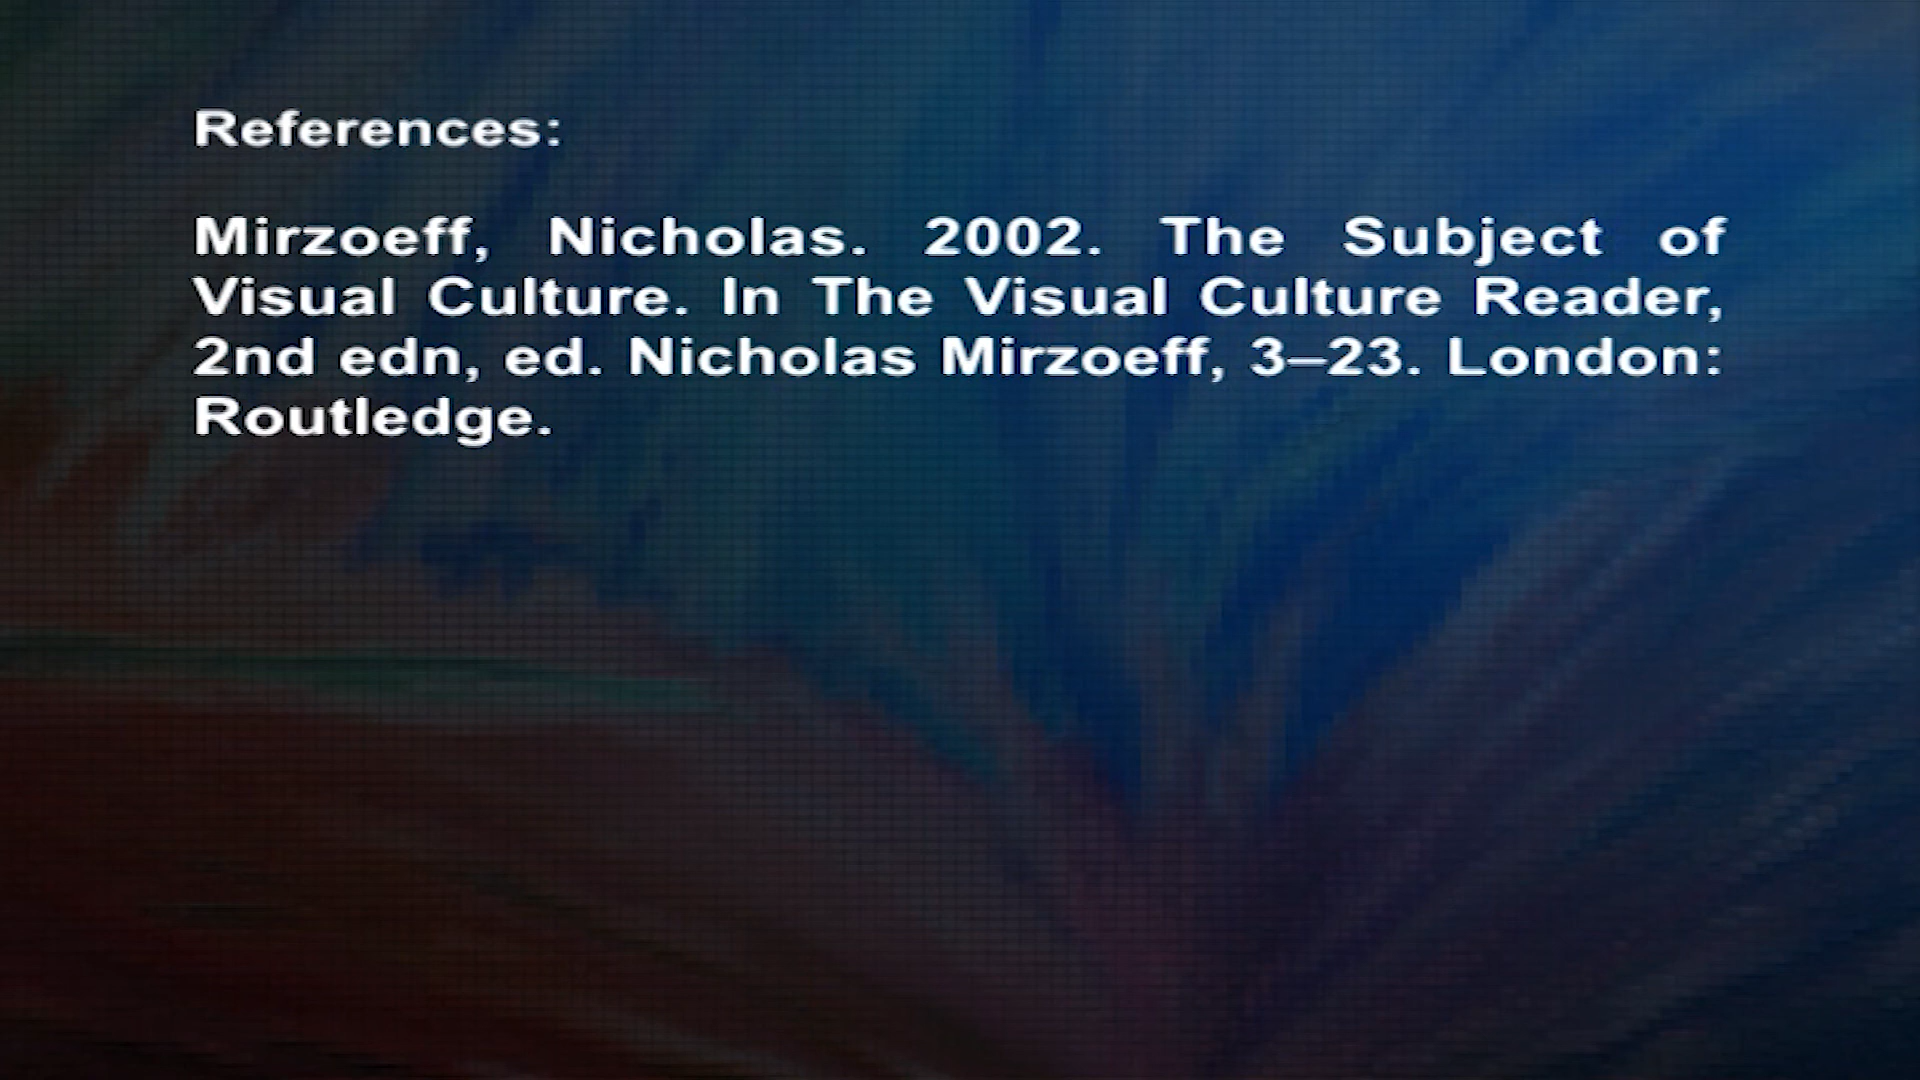 References:
Mirzoeff, Nicholas. 2002. The Subject of
Visual Culture. In The Visual Culture Reader,
2nd edn, ed. Nicholas Mirzoeff, 3–23. London:
Routledge.